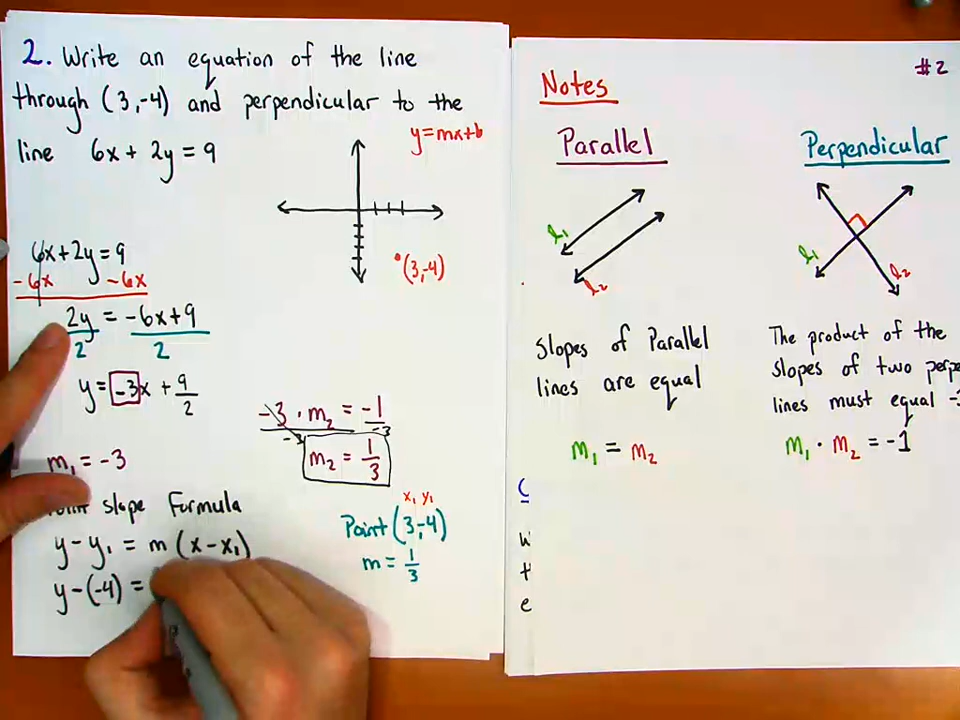 2. Write an equation of the line
through (3,-4) and perpendicular to the
line 6x + 2y = 9
y=mx+b
(3,-4)
6x+2y=9
-6x -6x
2y = -6x+9
2 2
y = -3x + 9/2
m₁ = -3
-3 · m₂ = -1
-3 -3
m₂ = 1/3
slope Formula
y - y₁ = m (x - x₁)
y-(-4) =
x₁ y₁
Point (3,-4)
m = 1/3
#2
Notes
Parallel
l₁
l₂
Slopes of Parallel
lines are equal
m₁ = m₂
Perpendicular
l₁
l₂
The product of the
slopes of two perpe
lines must equal -1
m₁ · m₂ = -1
C
w
t
e